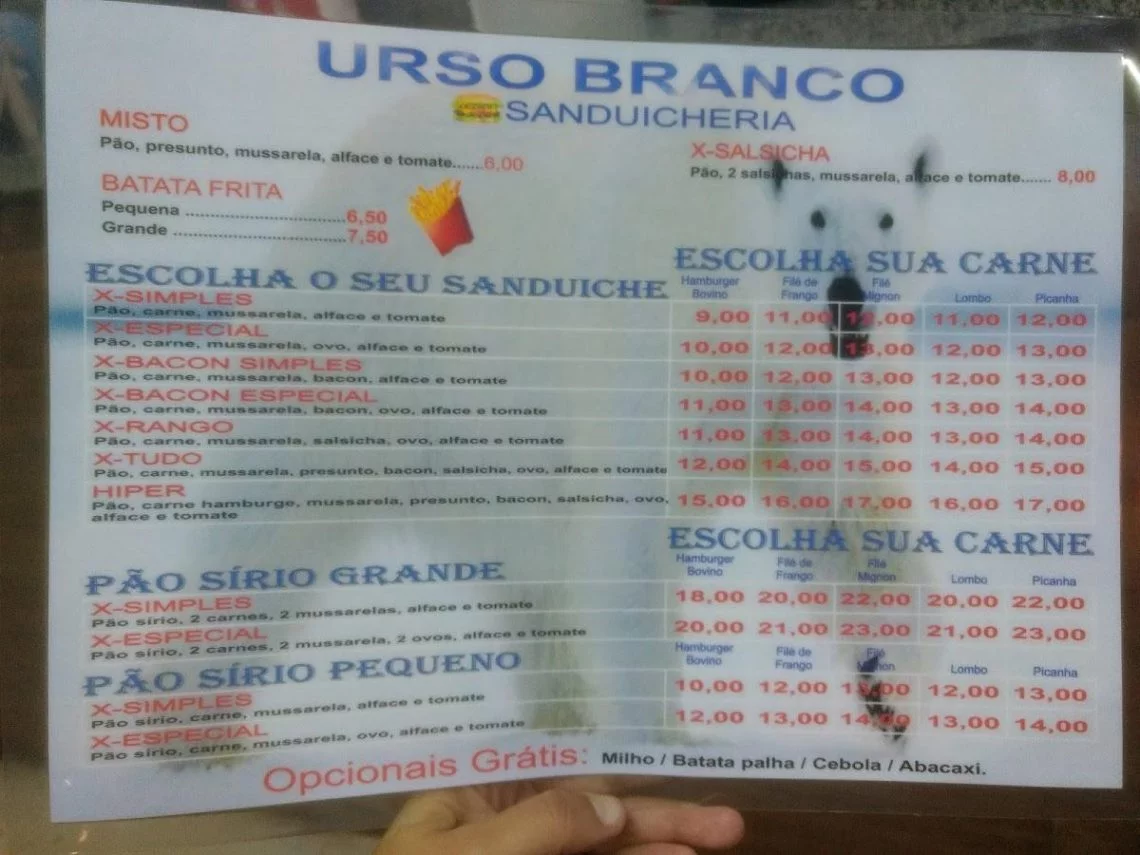 URSO BRANCO
SANDUICHERIA
MISTO
Pão, presunto, mussarela, alface e tomate......6,00
X-SALSICHA
Pão, 2 salsichas, mussarela, alface e tomate...... 8,00
BATATA FRITA
Pequena ..............................6,50
Grande ................................7,50
ESCOLHA O SEU SANDUICHE
ESCOLHA SUA CARNE
Hamburger Bovino Filé de Frango Filé Mignon Lombo Picanha
X-SIMPLES
Pão, carne, mussarela, alface e tomate 9,00 11,00 12,00 11,00 12,00
X-ESPECIAL
Pão, carne, mussarela, ovo, alface e tomate 10,00 12,00 13,00 12,00 13,00
X-BACON SIMPLES
Pão, carne, mussarela, bacon, alface e tomate 10,00 12,00 13,00 12,00 13,00
X-BACON ESPECIAL
Pão, carne, mussarela, bacon, ovo, alface e tomate 11,00 13,00 14,00 13,00 14,00
X-RANGO
Pão, carne, mussarela, salsicha, ovo, alface e tomate 11,00 13,00 14,00 13,00 14,00
X-TUDO
Pão, carne, mussarela, presunto, bacon, salsicha, ovo, alface e tomate 12,00 14,00 15,00 14,00 15,00
HIPER
Pão, carne hamburge, mussarela, presunto, bacon, salsicha, ovo, 15,00 16,00 17,00 16,00 17,00
alface e tomate
ESCOLHA SUA CARNE
PÃO SÍRIO GRANDE
Hamburger Bovino Filé de Frango Filé Mignon Lombo Picanha
X-SIMPLES
Pão sírio, 2 carnes, 2 mussarelas, alface e tomate 18,00 20,00 22,00 20,00 22,00
X-ESPECIAL
Pão sírio, 2 carnes, 2 mussarela, 2 ovos, alface e tomate 20,00 21,00 23,00 21,00 23,00
PÃO SÍRIO PEQUENO
Hamburger Bovino Filé de Frango Filé Mignon Lombo Picanha
X-SIMPLES
Pão sírio, carne, mussarela, alface e tomate 10,00 12,00 13,00 12,00 13,00
X-ESPECIAL
Pão sírio, carne, mussarela, ovo, alface e tomate 12,00 13,00 14,00 13,00 14,00
Opcionais Grátis: Milho / Batata palha / Cebola / Abacaxi.